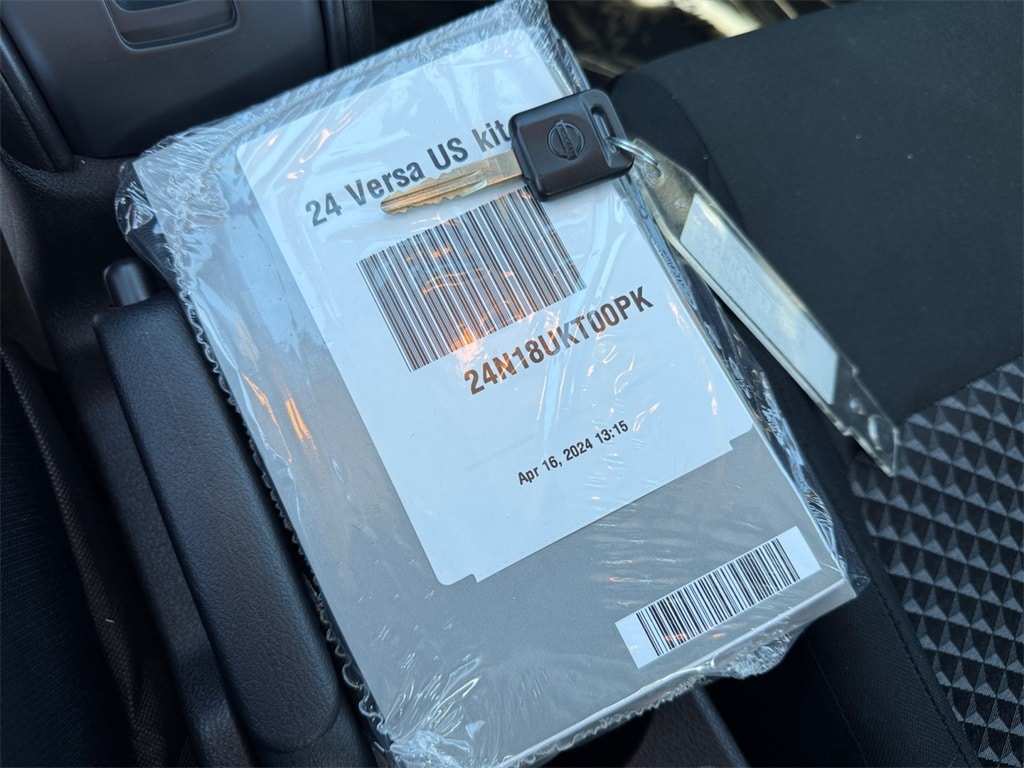 24 Versa US kit
24N18UKT00PK
Apr 16, 2024 13:15